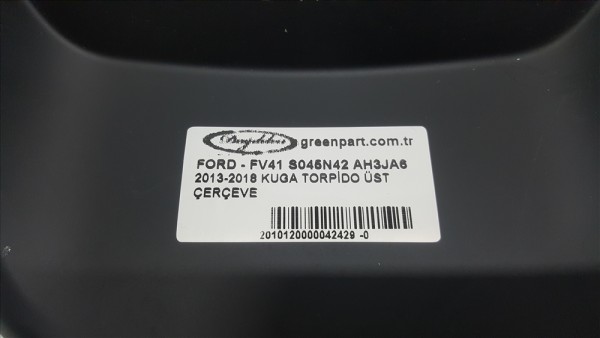 greenpart.com.tr
FORD - FV41 S045N42 AH3JA6
2013-2018 KUGA TORPİDO ÜST
ÇERÇEVE
2010120000042429 -0